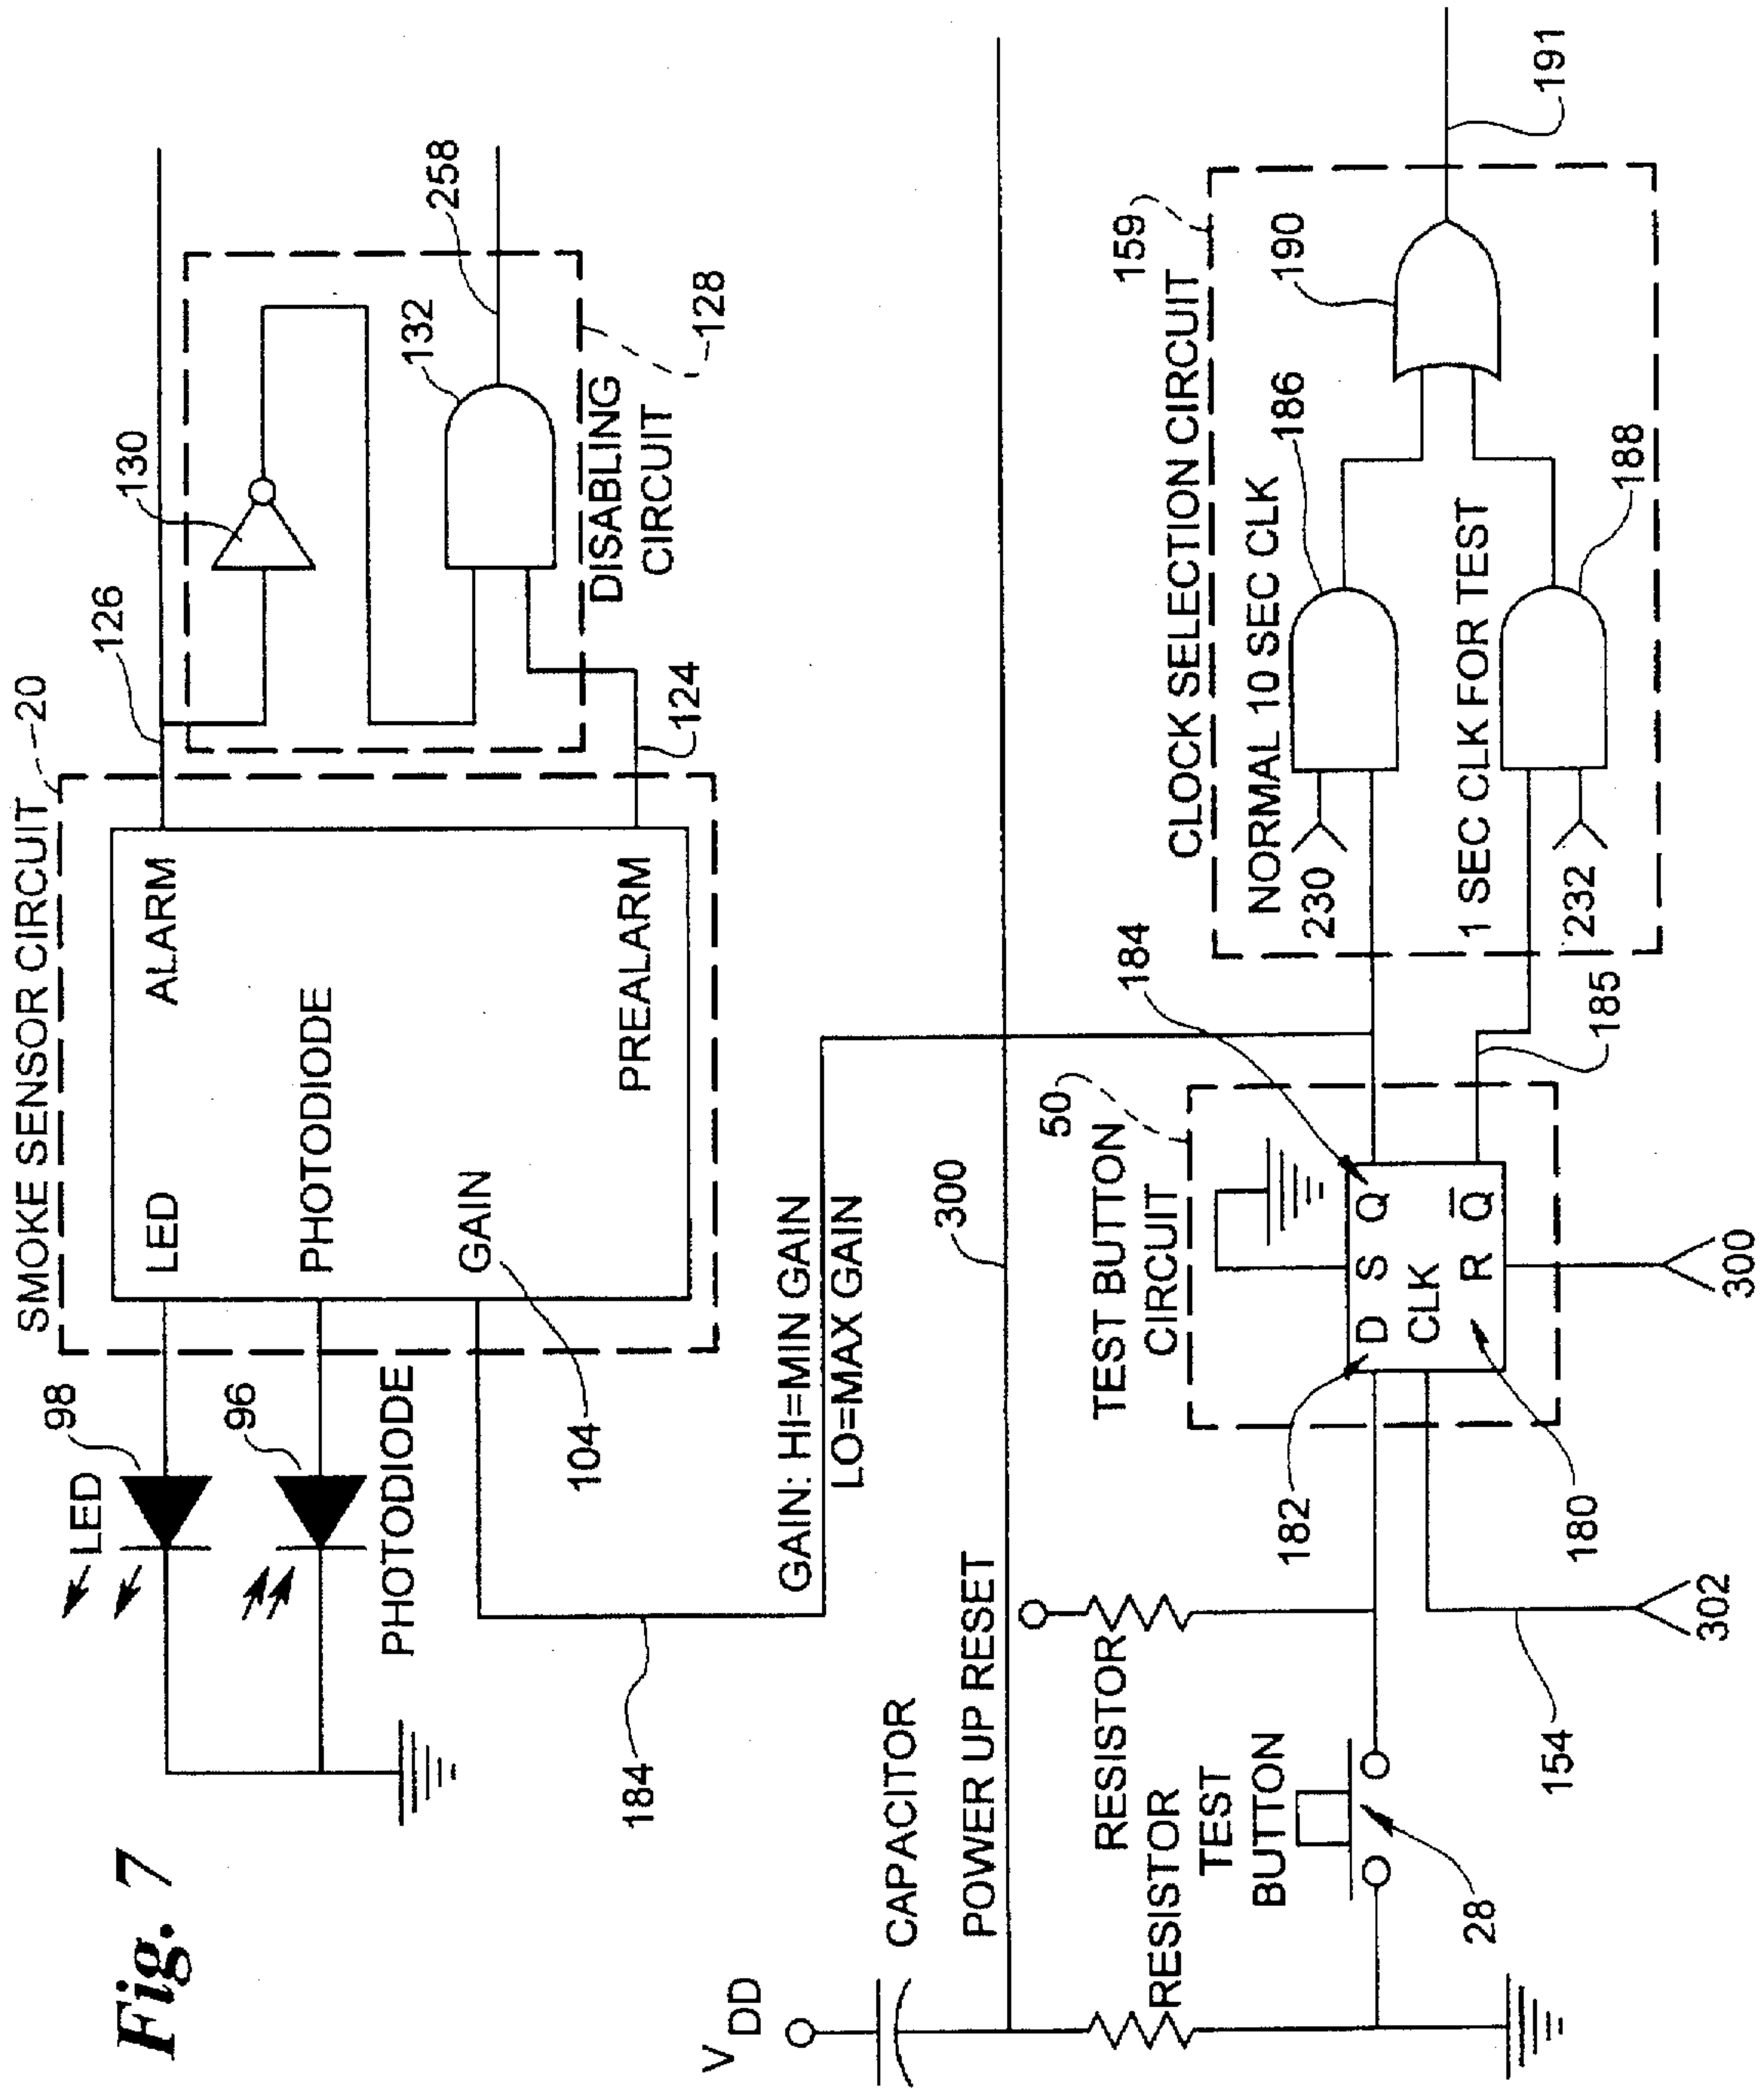 Fig. 7
SMOKE SENSOR CIRCUIT
20
LED
98
96
PHOTODIODE
LED
PHOTODIODE
GAIN
104
ALARM
PREALARM
126
124
130
132
258
128
DISABLING
CIRCUIT
184
GAIN: HI=MIN GAIN
LO=MAX GAIN
VDD
CAPACITOR
POWER UP RESET
300
RESISTOR
RESISTOR
TEST
BUTTON
28
154
302
TEST BUTTON
CIRCUIT
50
182
D S Q
CLK
R Q̅
180
184
185
300
CLOCK SELECTION CIRCUIT
159
NORMAL 10 SEC CLK
230
186
1 SEC CLK FOR TEST
232
188
190
191